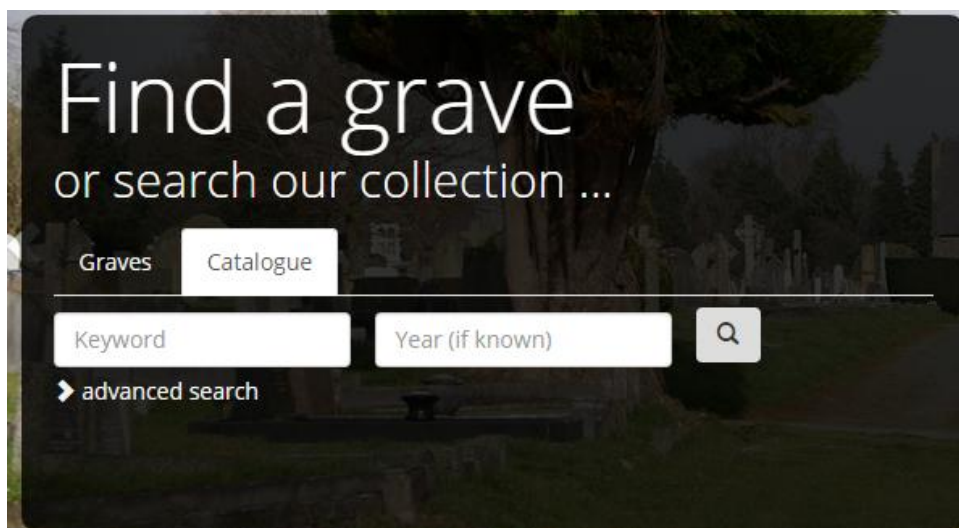 Find a grave
or search our collection ...
Graves Catalogue
Keyword Year (if known)
advanced search